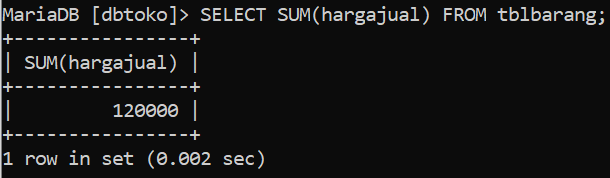 MariaDB [dbtoko]> SELECT SUM(hargajual) FROM tblbarang;
+----------------+
| SUM(hargajual) |
+----------------+
|         120000 |
+----------------+
1 row in set (0.002 sec)